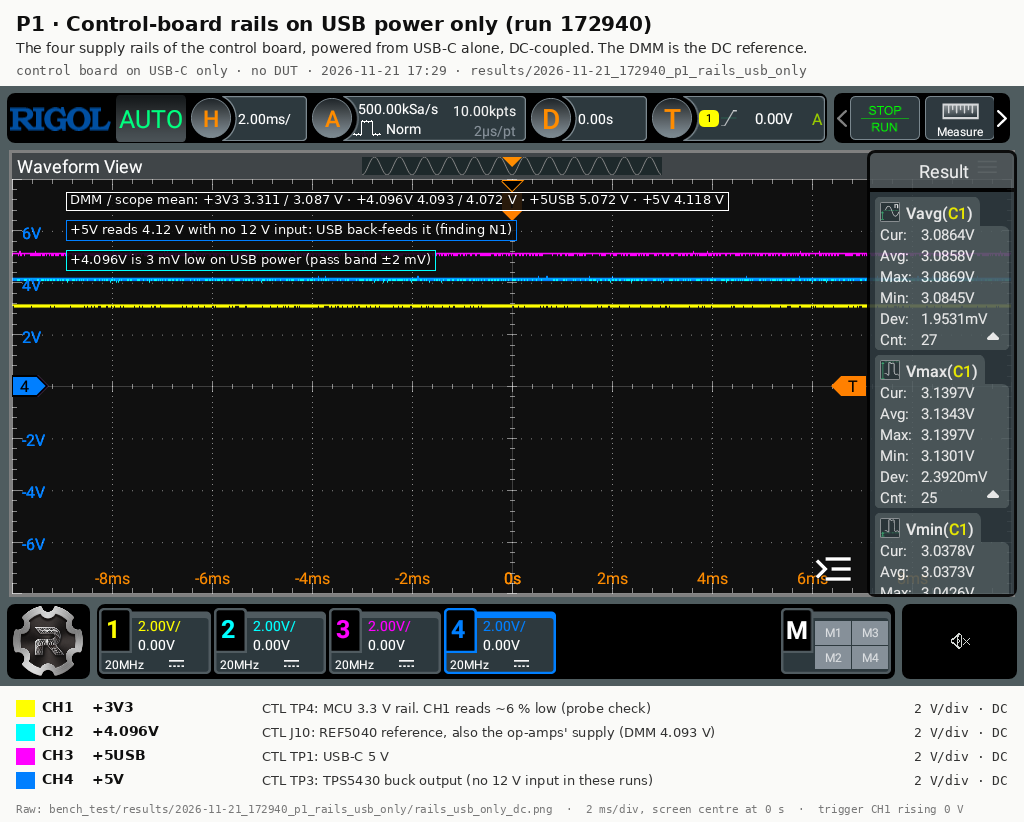 P1 · Control-board rails on USB power only (run 172940)
The four supply rails of the control board, powered from USB-C alone, DC-coupled. The DMM is the DC reference.
control board on USB-C only · no DUT · 2026-11-21 17:29 · results/2026-11-21_172940_p1_rails_usb_only
RIGOL AUTO H 2.00ms/ A 500.00kSa/s Norm 10.00kpts 2µs/pt D 0.00s T 1 0.00V A STOP RUN Measure
Waveform View
Result
DMM / scope mean: +3V3 3.311 / 3.087 V · +4.096V 4.093 / 4.072 V · +5USB 5.072 V · +5V 4.118 V
+5V reads 4.12 V with no 12 V input: USB back-feeds it (finding N1)
+4.096V is 3 mV low on USB power (pass band ±2 mV)
6V
4V
2V
4
T
-2V
-4V
-6V
-8ms -6ms -4ms -2ms 0s 2ms 4ms 6ms
Vavg(C1)
Cur: 3.0864V
Avg: 3.0858V
Max: 3.0869V
Min: 3.0845V
Dev: 1.9531mV
Cnt: 27
Vmax(C1)
Cur: 3.1397V
Avg: 3.1343V
Max: 3.1397V
Min: 3.1301V
Dev: 2.3920mV
Cnt: 25
Vmin(C1)
Cur: 3.0378V
Avg: 3.0373V
Max: 3.0426V
1 2.00V/ 0.00V 20MHz
2 2.00V/ 0.00V 20MHz
3 2.00V/ 0.00V 20MHz
4 2.00V/ 0.00V 20MHz
M M1 M3 M2 M4
CH1 +3V3 CTL TP4: MCU 3.3 V rail. CH1 reads ~6 % low (probe check) 2 V/div · DC
CH2 +4.096V CTL J10: REF5040 reference, also the op-amps' supply (DMM 4.093 V) 2 V/div · DC
CH3 +5USB CTL TP1: USB-C 5 V 2 V/div · DC
CH4 +5V CTL TP3: TPS5430 buck output (no 12 V input in these runs) 2 V/div · DC
Raw: bench_test/results/2026-11-21_172940_p1_rails_usb_only/rails_usb_only_dc.png · 2 ms/div, screen centre at 0 s · trigger CH1 rising 0 V